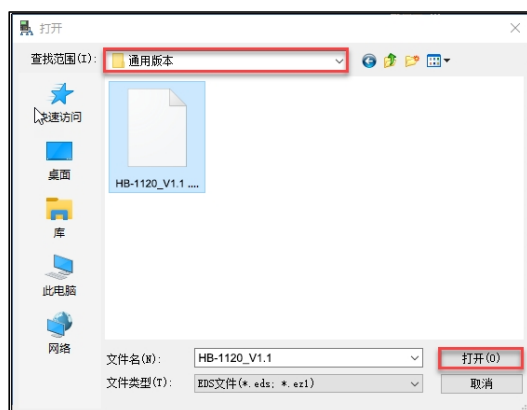 打开
查找范围(I):
通用版本
快速访问
桌面
库
此电脑
网络
HB-1120_V1.1 ....
文件名(N):
HB-1120_V1.1
打开(O)
文件类型(T):
EDS文件(*.eds; *.ez1)
取消